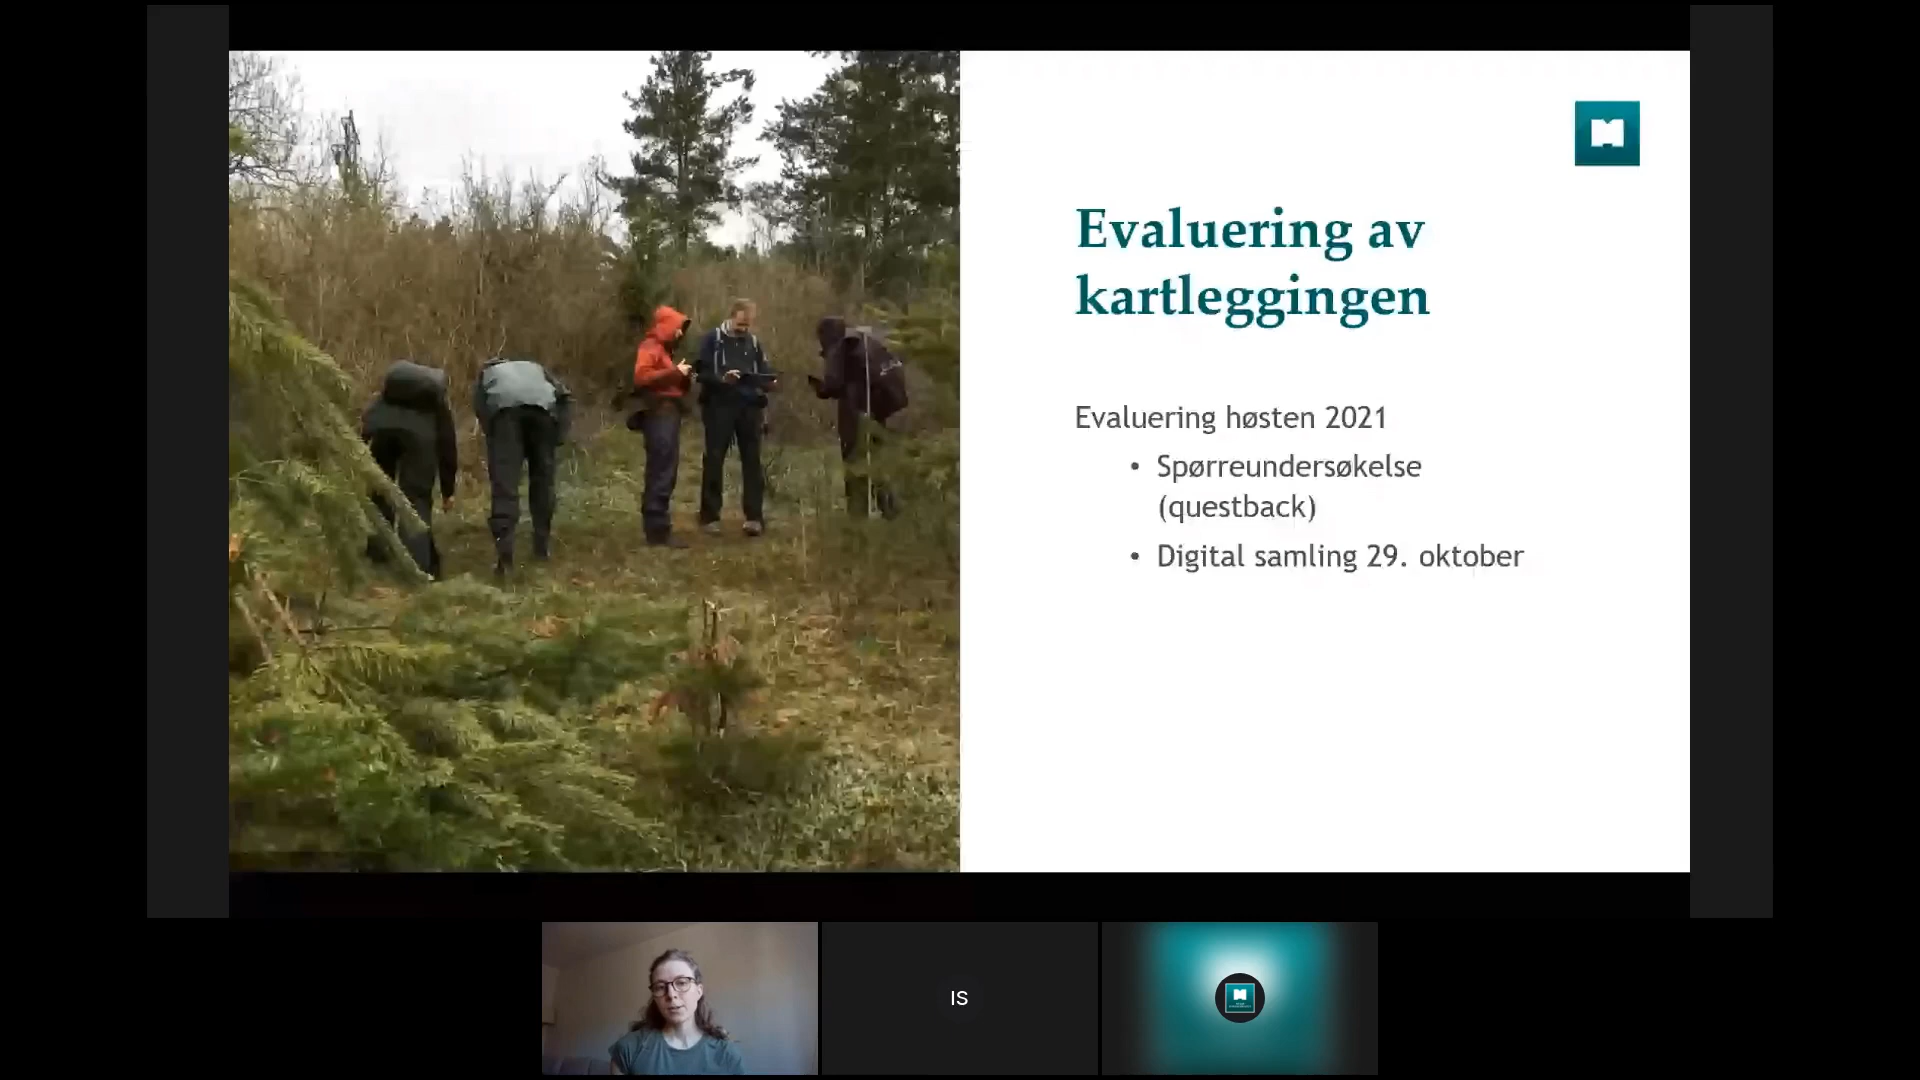 Evaluering av
kartleggingen
Evaluering høsten 2021
• Spørreundersøkelse
(questback)
• Digital samling 29. oktober
IS